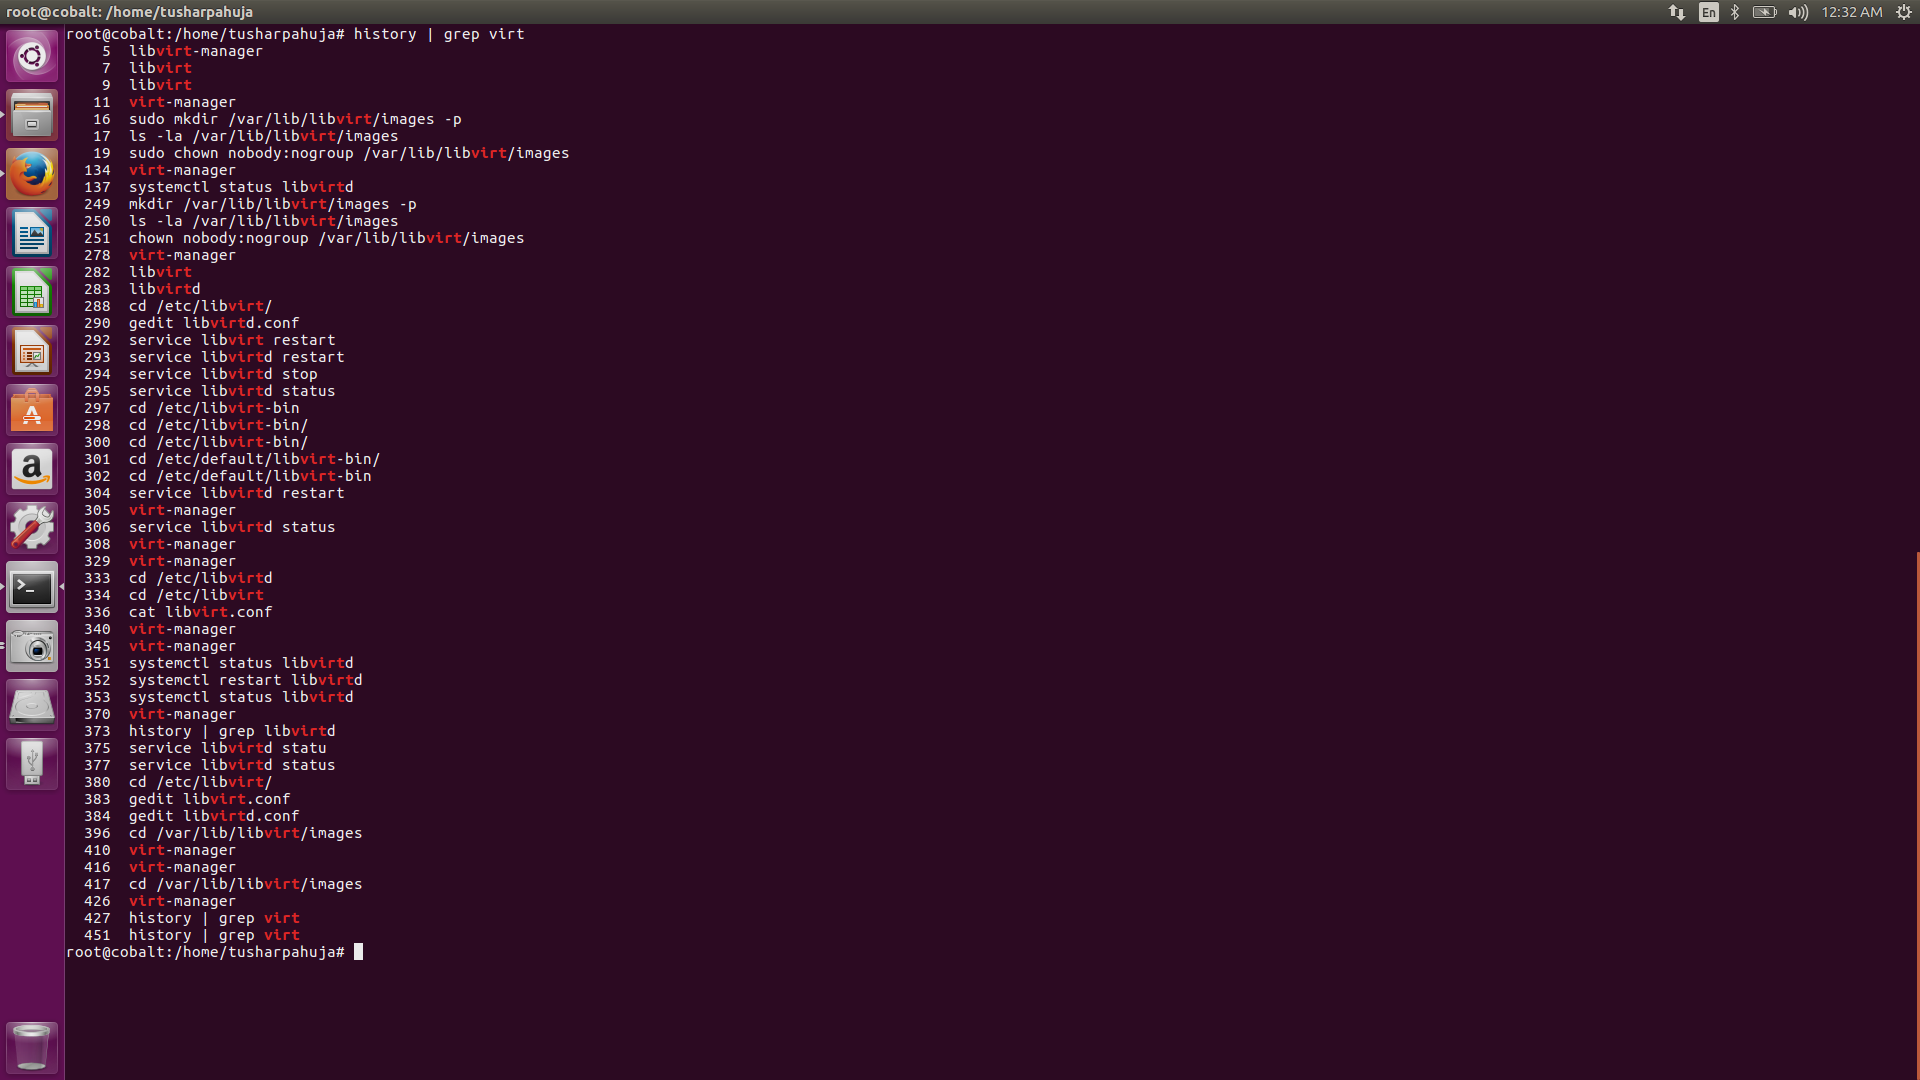 root@cobalt: /home/tusharpahuja
En
12:32 AM
root@cobalt:/home/tusharpahuja# history | grep virt
5 libvirt-manager
7 libvirt
9 libvirt
11 virt-manager
16 sudo mkdir /var/lib/libvirt/images -p
17 ls -la /var/lib/libvirt/images
19 sudo chown nobody:nogroup /var/lib/libvirt/images
134 virt-manager
137 systemctl status libvirtd
249 mkdir /var/lib/libvirt/images -p
250 ls -la /var/lib/libvirt/images
251 chown nobody:nogroup /var/lib/libvirt/images
278 virt-manager
282 libvirt
283 libvirtd
288 cd /etc/libvirt/
290 gedit libvirtd.conf
292 service libvirt restart
293 service libvirtd restart
294 service libvirtd stop
295 service libvirtd status
297 cd /etc/libvirt-bin
298 cd /etc/libvirt-bin/
300 cd /etc/libvirt-bin/
301 cd /etc/default/libvirt-bin/
302 cd /etc/default/libvirt-bin
304 service libvirtd restart
305 virt-manager
306 service libvirtd status
308 virt-manager
329 virt-manager
333 cd /etc/libvirtd
334 cd /etc/libvirt
336 cat libvirt.conf
340 virt-manager
345 virt-manager
351 systemctl status libvirtd
352 systemctl restart libvirtd
353 systemctl status libvirtd
370 virt-manager
373 history | grep libvirtd
375 service libvirtd statu
377 service libvirtd status
380 cd /etc/libvirt/
383 gedit libvirt.conf
384 gedit libvirtd.conf
396 cd /var/lib/libvirt/images
410 virt-manager
416 virt-manager
417 cd /var/lib/libvirt/images
426 virt-manager
427 history | grep virt
451 history | grep virt
root@cobalt:/home/tusharpahuja#